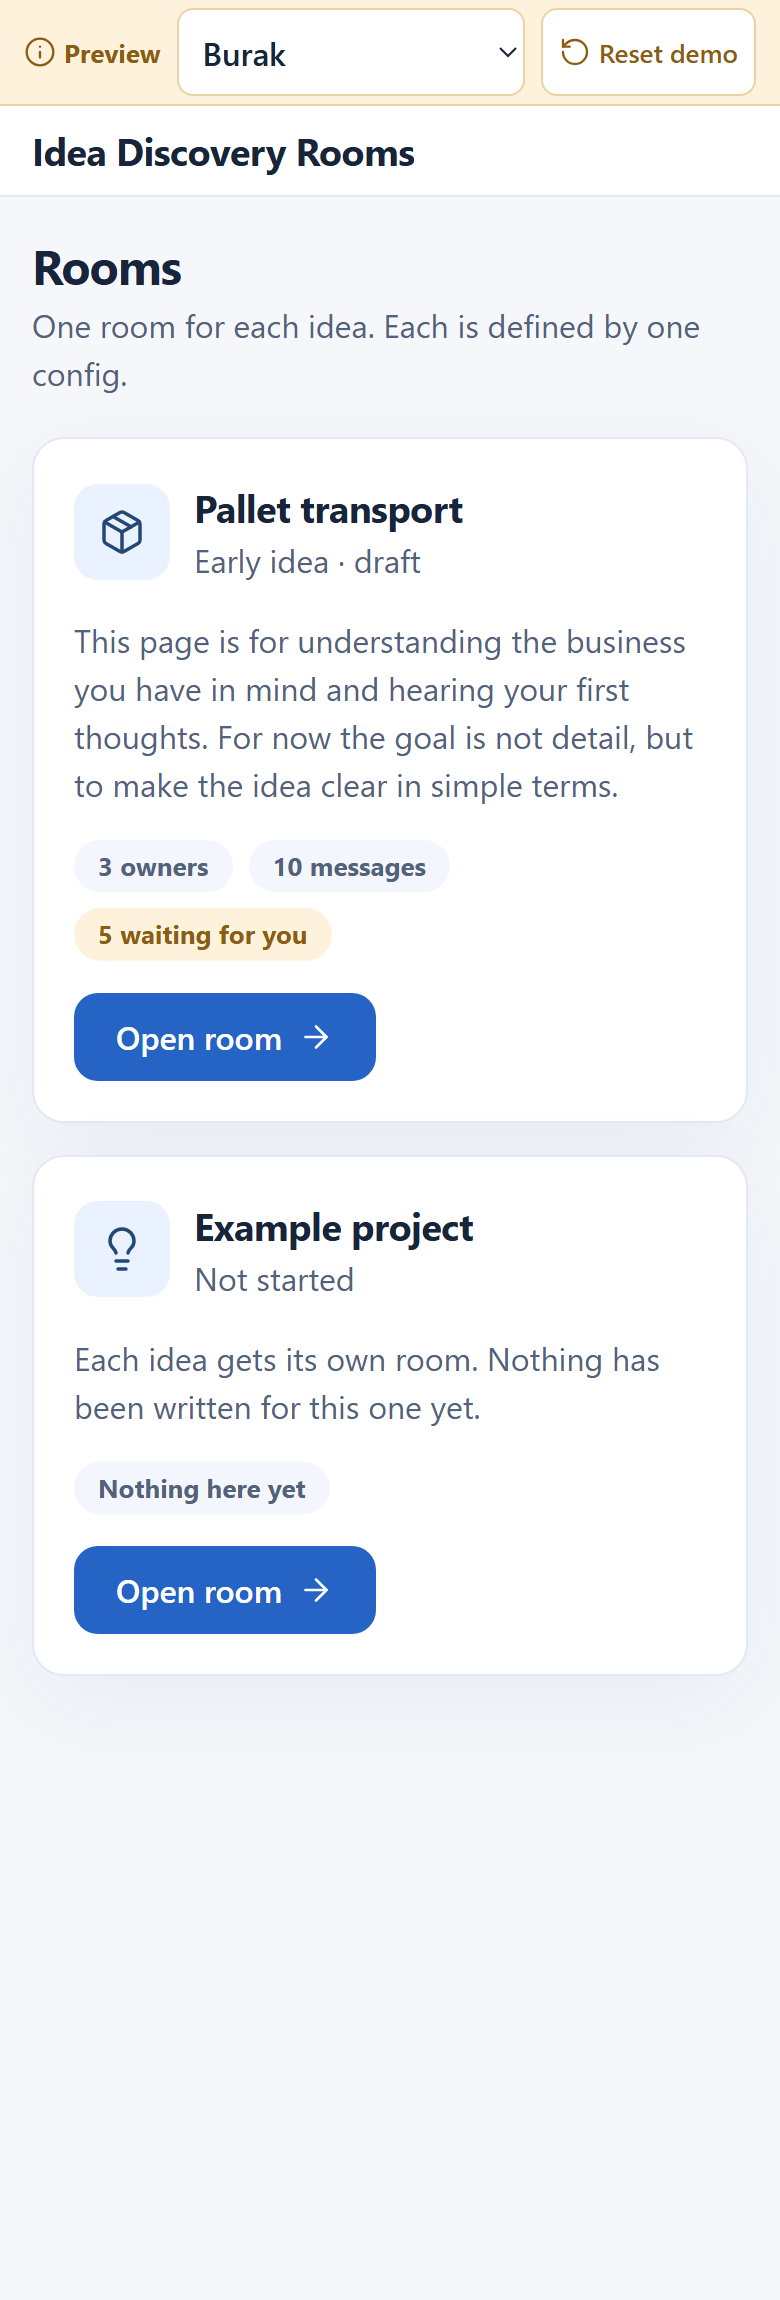 Preview
Burak
Reset demo
Idea Discovery Rooms
Rooms
One room for each idea. Each is defined by one
config.
Pallet transport
Early idea · draft
This page is for understanding the business
you have in mind and hearing your first
thoughts. For now the goal is not detail, but
to make the idea clear in simple terms.
3 owners
10 messages
5 waiting for you
Open room
Example project
Not started
Each idea gets its own room. Nothing has
been written for this one yet.
Nothing here yet
Open room